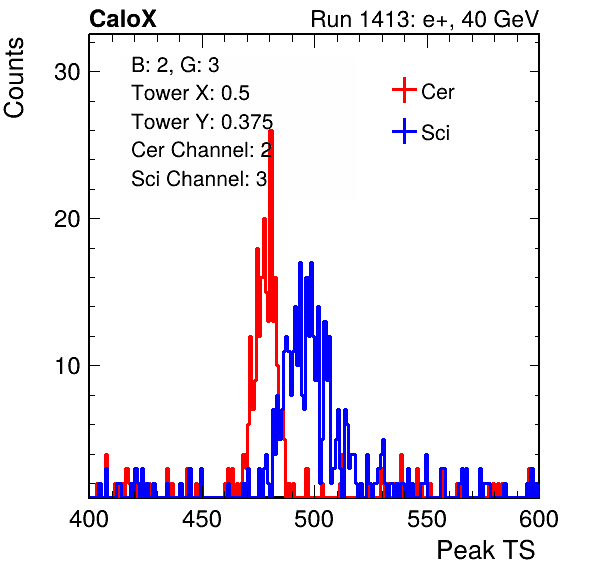 CaloX Run 1413: e+, 40 GeV
Counts
30
20
10
B: 2, G: 3
Tower X: 0.5
Tower Y: 0.375
Cer Channel: 2
Sci Channel: 3
Cer
Sci
400 450 500 550 600
Peak TS